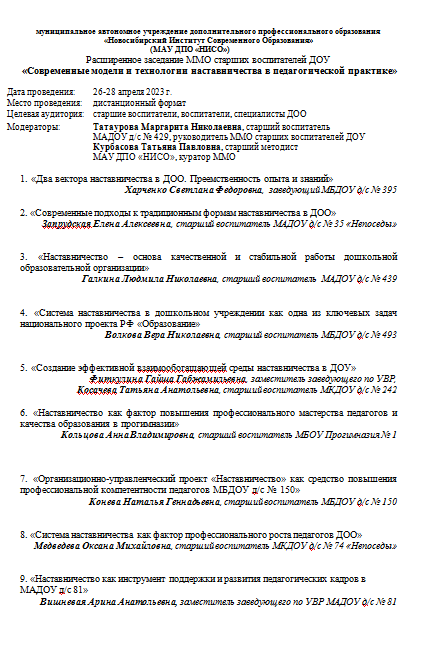 муниципальное автономное учреждение дополнительного профессионального образования
«Новосибирский Институт Современного Образования»
(МАУ ДПО «НИСО»)
Расширенное заседание ММО старших воспитателей ДОУ
«Современные модели и технологии наставничества в педагогической практике»
Дата проведения: 26-28 апреля 2023 г.
Место проведения: дистанционный формат
Целевая аудитория: старшие воспитатели, воспитатели, специалисты ДОО
Модераторы: Татаурова Маргарита Николаевна, старший воспитатель
МАДОУ д/с № 429, руководитель ММО старших воспитателей ДОУ
Курбасова Татьяна Павловна, старший методист
МАУ ДПО «НИСО», куратор ММО
1. «Два вектора наставничества в ДОО. Преемственность опыта и знаний»
Харченко Светлана Федоровна, заведующий МБДОУ д/с № 395
2. «Современные подходы к традиционным формам наставничества в ДОО»
Запрудская Елена Алексеевна, старший воспитатель МАДОУ д/с № 35 «Непоседы»
3. «Наставничество – основа качественной и стабильной работы дошкольной
образовательной организации»
Галкина Людмила Николаевна, старший воспитатель МАДОУ д/с № 439
4. «Система наставничества в дошкольном учреждении как одна из ключевых задач
национального проекта РФ «Образование»
Волкова Вера Николаевна, старший воспитатель МБДОУ д/с № 493
5. «Создание эффективной взаимообогащающей среды наставничества в ДОУ»
Фиткулина Гайша Габжамильевна, заместитель заведующего по УВР,
Косачева Татьяна Анатольевна, старший воспитатель МКДОУ д/с № 242
6. «Наставничество как фактор повышения профессионального мастерства педагогов и
качества образования в прогимназии»
Кольцова Анна Владимировна, старший воспитатель МБОУ Прогимназия № 1
7. «Организационно-управленческий проект «Наставничество» как средство повышения
профессиональной компетентности педагогов МБДОУ д/с № 150»
Конева Наталья Геннадьевна, старший воспитатель МБДОУ д/с № 150
8. «Система наставничества как фактор профессионального роста педагогов ДОО»
Медведева Оксана Михайловна, старший воспитатель МКДОУ д/с № 74 «Непоседы»
9. «Наставничество как инструмент поддержки и развития педагогических кадров в
МАДОУ д/с 81»
Вишневая Арина Анатольевна, заместитель заведующего по УВР МАДОУ д/с № 81